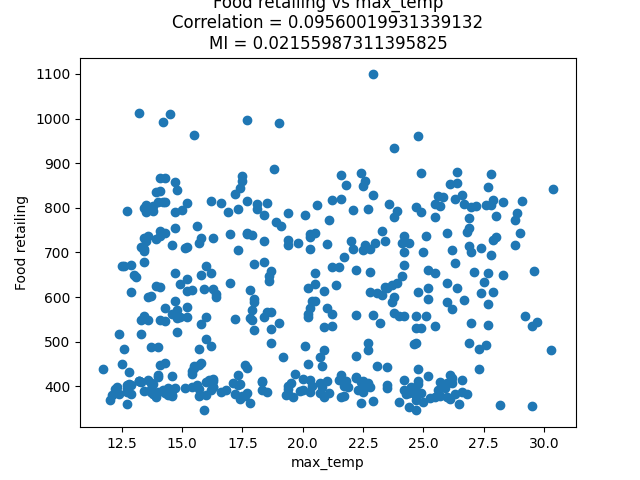 Food retailing vs max_temp
Correlation = 0.09560019931339132
MI = 0.02155987311395825
1100
1000
900
800
700
600
500
400
Food retailing
12.5 15.0 17.5 20.0 22.5 25.0 27.5 30.0
max_temp